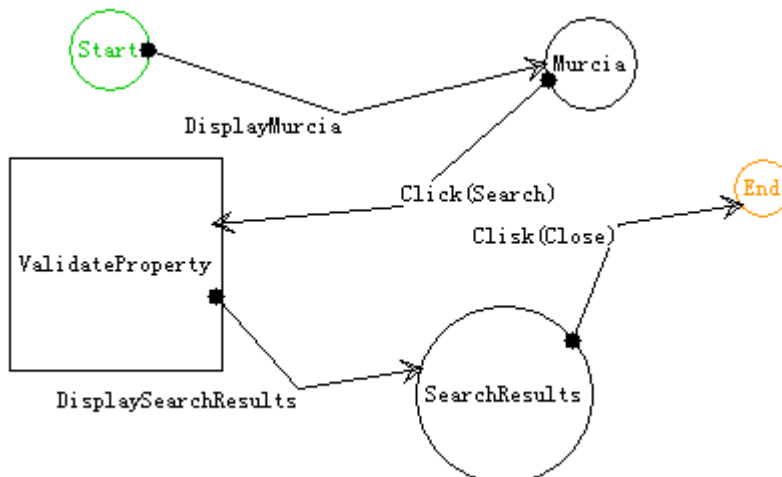 Start
Murcia
DisplayMurcia
End
Click(Search)
Clisk(Close)
ValidateProperty
DisplaySearchResults
SearchResults